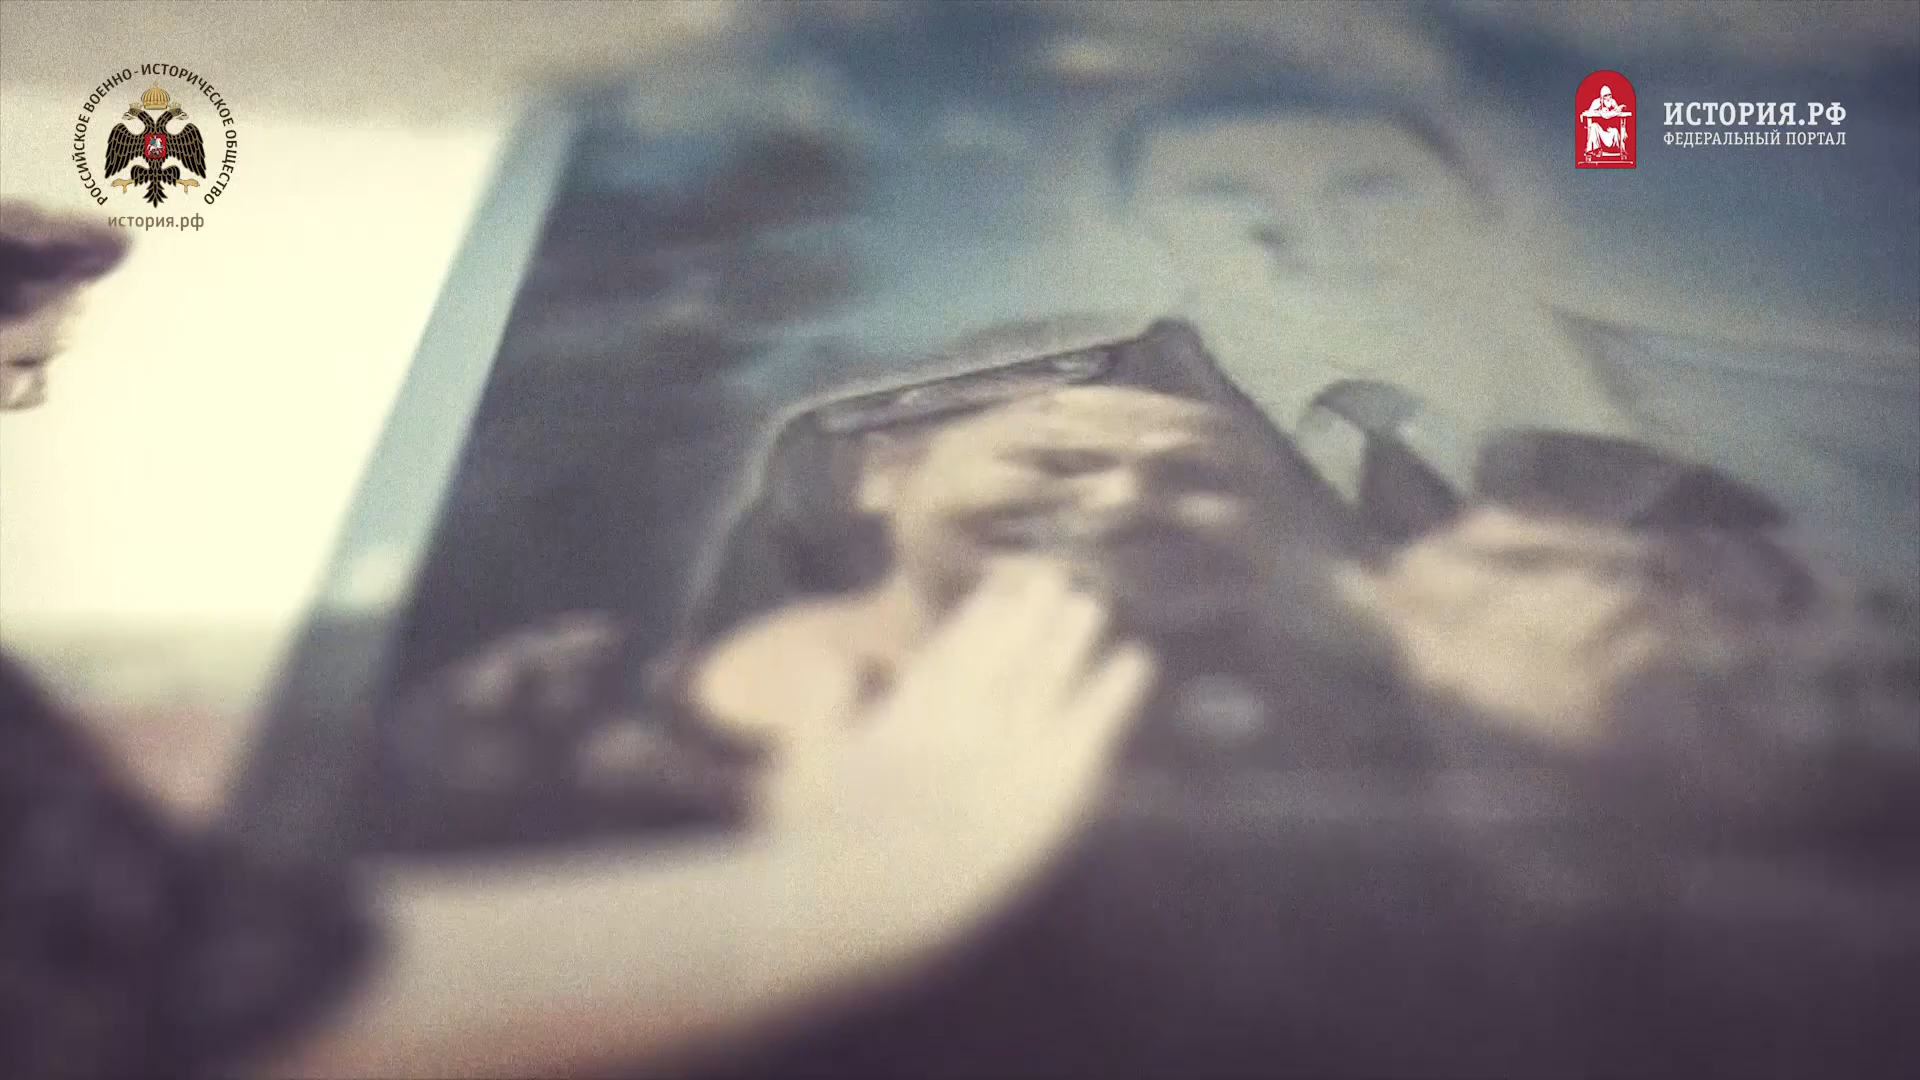 РОССИЙСКОЕ ВОЕННО-ИСТОРИЧЕСКОЕ ОБЩЕСТВО
история.рф
ИСТОРИЯ.РФ
ФЕДЕРАЛЬНЫЙ ПОРТАЛ